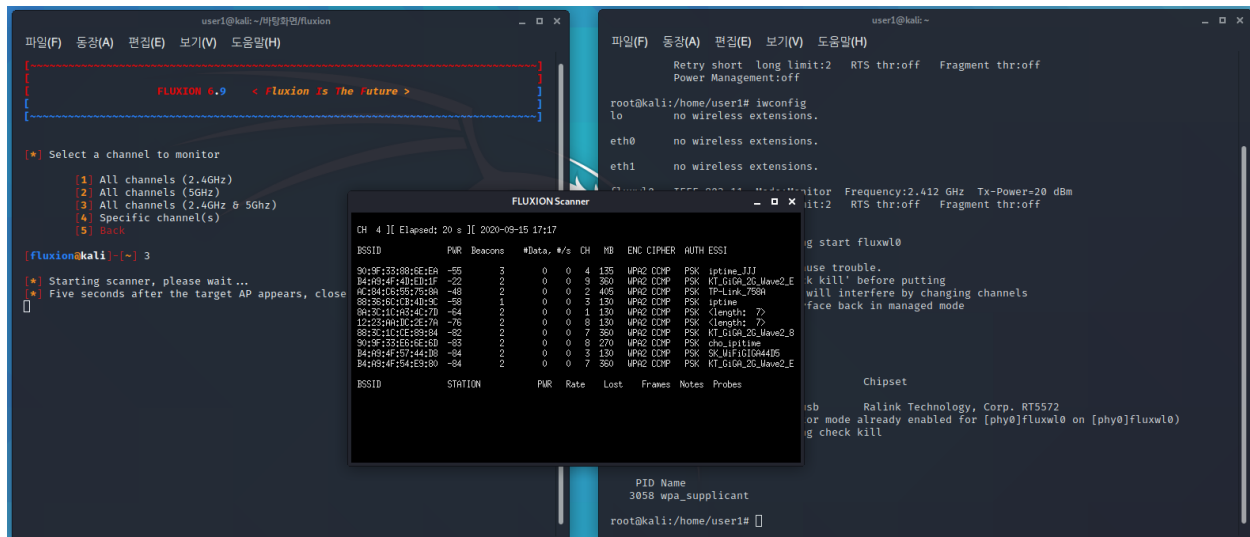 user1@kali: ~/바탕화면/fluxion
파일(F) 동장(A) 편집(E) 보기(V) 도움말(H)
FLUXION 6.9 < Fluxion Is The Future >
[*] Select a channel to monitor
[1] All channels (2.4GHz)
[2] All channels (5GHz)
[3] All channels (2.4GHz & 5Ghz)
[4] Specific channel(s)
[5] Back
[fluxion@kali]-[~] 3
[*] Starting scanner, please wait...
[*] Five seconds after the target AP appears, close
FLUXION Scanner
CH 4 ][ Elapsed: 20 s ][ 2020-09-15 17:17
BSSID PWR Beacons #Data, #/s CH MB ENC CIPHER AUTH ESSI
90:9F:33:88:6E:EA -55 3 0 0 4 135 WPA2 CCMP PSK iptime_JJJ
B4:A9:4F:4D:ED:1F -22 2 0 0 9 360 WPA2 CCMP PSK KT_GiGA_2G_Wave2_E
AC:84:C6:55:75:8A -48 2 0 0 2 405 WPA2 CCMP PSK TP-Link_758A
88:36:6C:CB:4D:9C -58 1 0 0 3 130 WPA2 CCMP PSK iptime
8A:3C:1C:A3:4C:7D -64 2 0 0 1 130 WPA2 CCMP PSK <length: 7>
12:23:AA:DC:2E:7A -76 2 0 0 8 130 WPA2 CCMP PSK <length: 7>
88:3C:1C:CE:89:84 -82 2 0 0 7 360 WPA2 CCMP PSK KT_GiGA_2G_Wave2_8
90:9F:33:E6:6E:6D -83 2 0 0 8 270 WPA2 CCMP PSK cho_ipitime
B4:A9:4F:57:44:D8 -84 2 0 0 3 130 WPA2 CCMP PSK SK_WiFiGIGA44D5
B4:A9:4F:54:E9:80 -84 2 0 0 7 360 WPA2 CCMP PSK KT_GiGA_2G_Wave2_E
BSSID STATION PWR Rate Lost Frames Notes Probes
user1@kali: ~
파일(F) 동장(A) 편집(E) 보기(V) 도움말(H)
Retry short long limit:2 RTS thr:off Fragment thr:off
Power Management:off
root@kali:/home/user1# iwconfig
lo no wireless extensions.
eth0 no wireless extensions.
eth1 no wireless extensions.
Frequency:2.412 GHz Tx-Power=20 dBm
it:2 RTS thr:off Fragment thr:off
g start fluxwl0
use trouble.
k kill' before putting
will interfere by changing channels
face back in managed mode
Chipset
sb Ralink Technology, Corp. RT5572
or mode already enabled for [phy0]fluxwl0 on [phy0]fluxwl0)
g check kill
PID Name
3058 wpa_supplicant
root@kali:/home/user1#